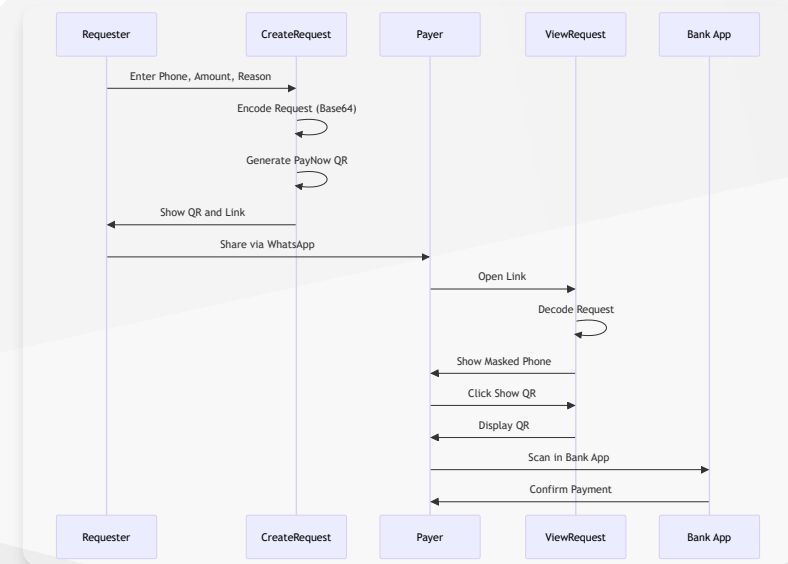 Requester
CreateRequest
Payer
ViewRequest
Bank App
Enter Phone, Amount, Reason
Encode Request (Base64)
Generate PayNow QR
Show QR and Link
Share via WhatsApp
Open Link
Decode Request
Show Masked Phone
Click Show QR
Display QR
Scan in Bank App
Confirm Payment
Requester
CreateRequest
Payer
ViewRequest
Bank App